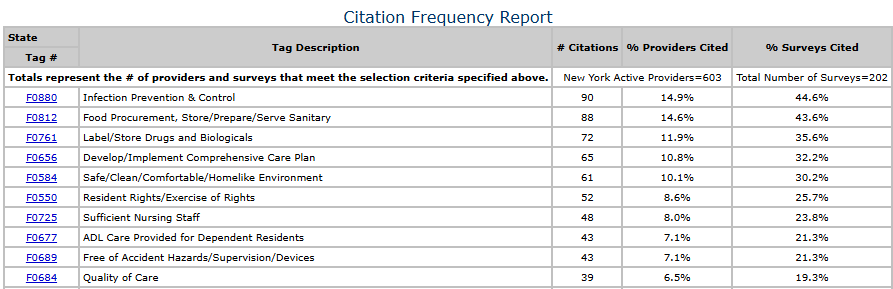 Citation Frequency Report
State
Tag #
Tag Description
# Citations
% Providers Cited
% Surveys Cited
Totals represent the # of providers and surveys that meet the selection criteria specified above. New York Active Providers=603 Total Number of Surveys=202
F0880 Infection Prevention & Control 90 14.9% 44.6%
F0812 Food Procurement, Store/Prepare/Serve Sanitary 88 14.6% 43.6%
F0761 Label/Store Drugs and Biologicals 72 11.9% 35.6%
F0656 Develop/Implement Comprehensive Care Plan 65 10.8% 32.2%
F0584 Safe/Clean/Comfortable/Homelike Environment 61 10.1% 30.2%
F0550 Resident Rights/Exercise of Rights 52 8.6% 25.7%
F0725 Sufficient Nursing Staff 48 8.0% 23.8%
F0677 ADL Care Provided for Dependent Residents 43 7.1% 21.3%
F0689 Free of Accident Hazards/Supervision/Devices 43 7.1% 21.3%
F0684 Quality of Care 39 6.5% 19.3%